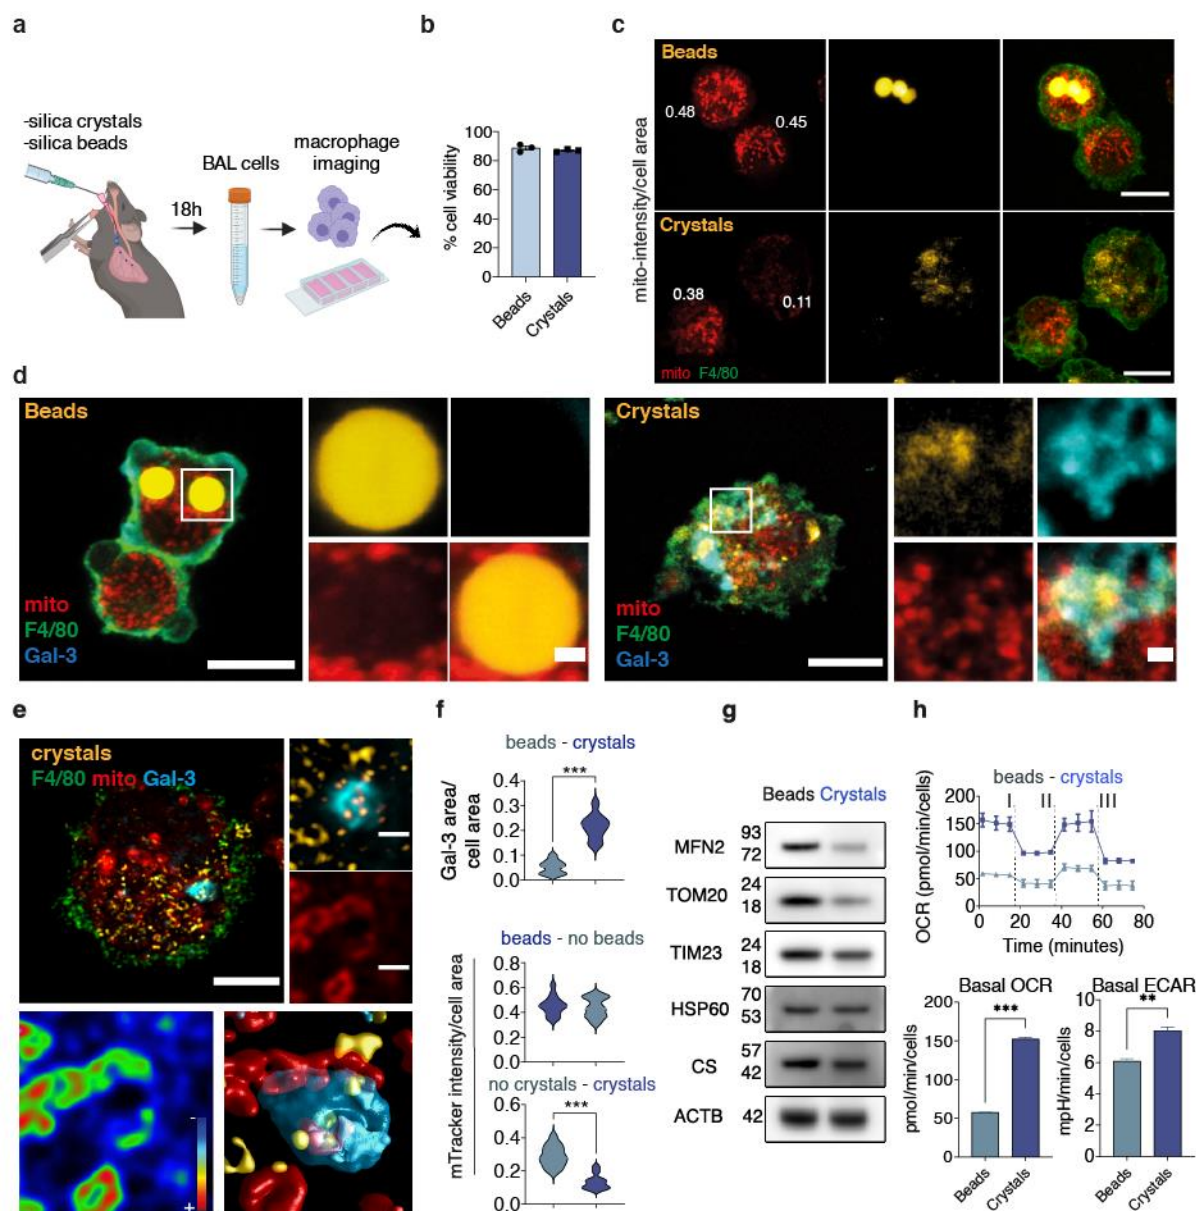 a
-silica crystals
-silica beads
18h
BAL cells
macrophage
imaging
b
% cell viability
100
80
60
40
20
0
Beads
Crystals
c
mito-intensity/cell area
Beads
0.48
0.45
Crystals
0.38
0.11
mito F4/80
d
Beads
mito
F4/80
Gal-3
Crystals
mito
F4/80
Gal-3
e
crystals
F4/80 mito Gal-3
-
+
f
beads - crystals
***
Gal-3 area/
cell area
0.4
0.3
0.2
0.1
0.0
mTracker intensity/cell area
beads - no beads
0.8
0.6
0.4
0.2
0.0
no crystals - crystals
***
0.6
0.4
0.2
0.0
g
Beads Crystals
MFN2
93
72
TOM20
24
18
TIM23
24
18
HSP60
70
53
CS
57
42
ACTB
42
h
beads - crystals
I II III
OCR (pmol/min/cells)
200
150
100
50
0
0 20 40 60 80
Time (minutes)
Basal OCR
***
pmol/min/min/cells
200
150
100
50
0
Beads
Crystals
Basal ECAR
**
mpH/min/cells
10
8
6
4
2
0
Beads
Crystals